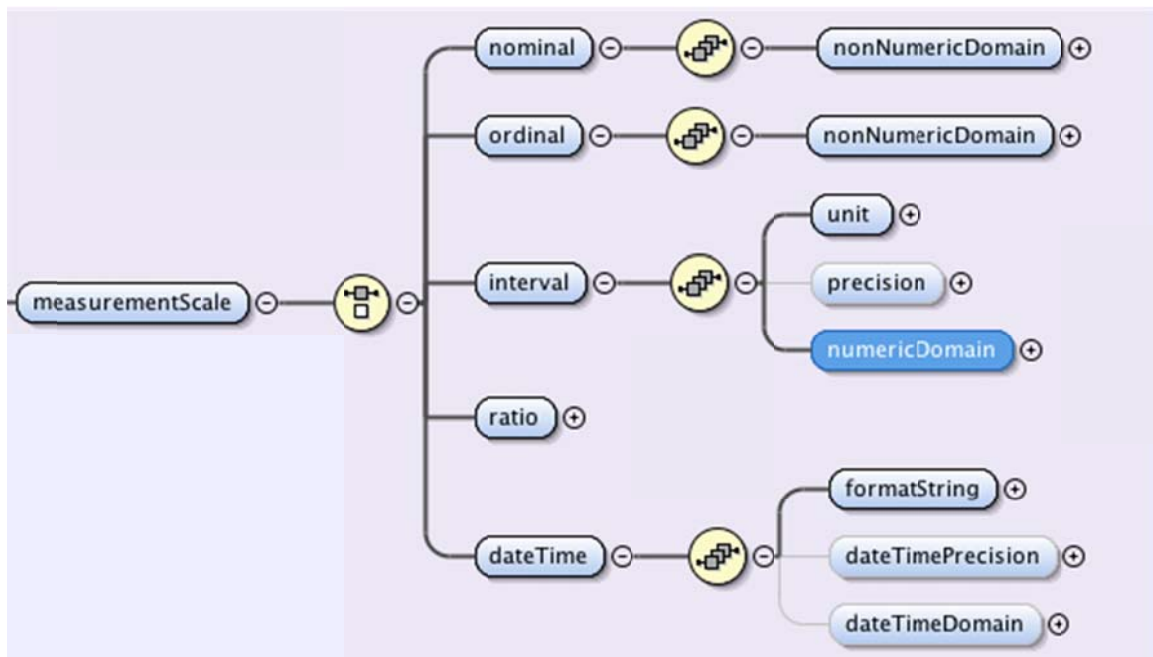 nominal
nonNumericDomain
ordinal
nonNumericDomain
measurementScale
interval
unit
precision
numericDomain
ratio
dateTime
formatString
dateTimePrecision
dateTimeDomain